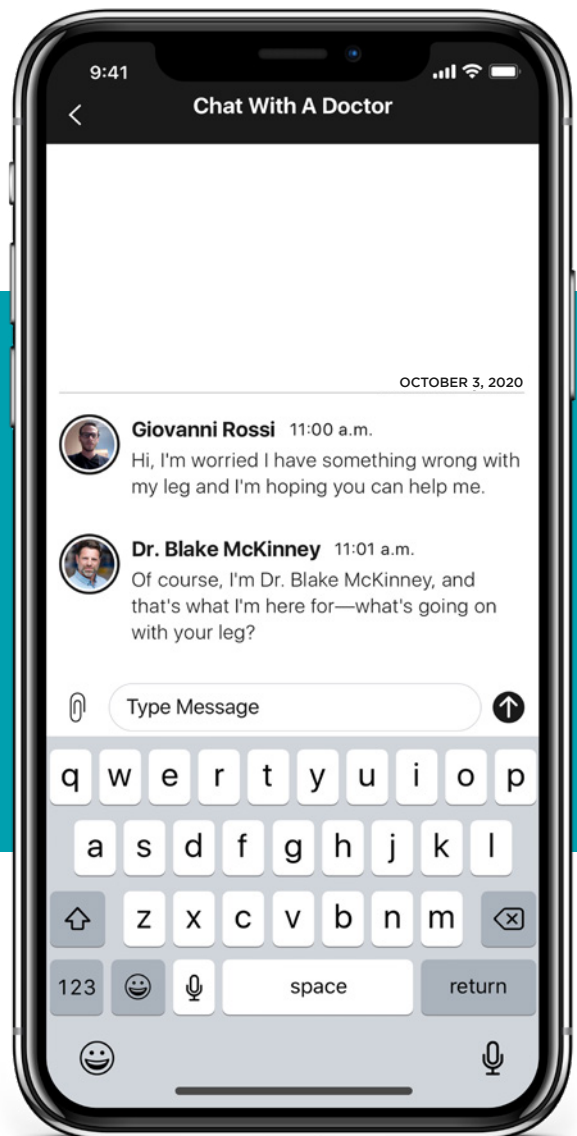 9:41
Chat With A Doctor
OCTOBER 3, 2020
Giovanni Rossi 11:00 a.m.
Hi, I'm worried I have something wrong with
my leg and I'm hoping you can help me.
Dr. Blake McKinney 11:01 a.m.
Of course, I'm Dr. Blake McKinney, and
that's what I'm here for—what's going on
with your leg?
Type Message
q w e r t y u i o p
a s d f g h j k l
z x c v b n m
123 space return